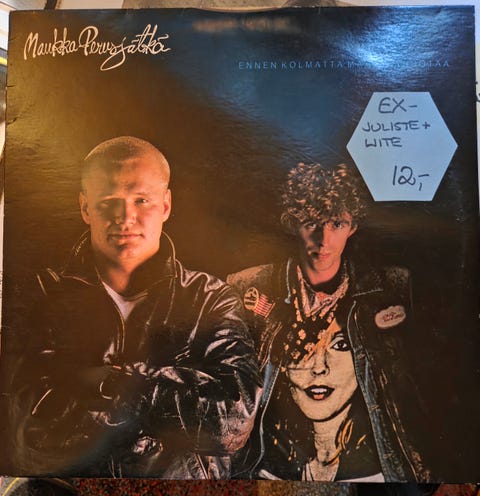 Maukka Perusjätkä
ENNEN KOLMATTA
EX-
JULISTE +
LIITE
12,-